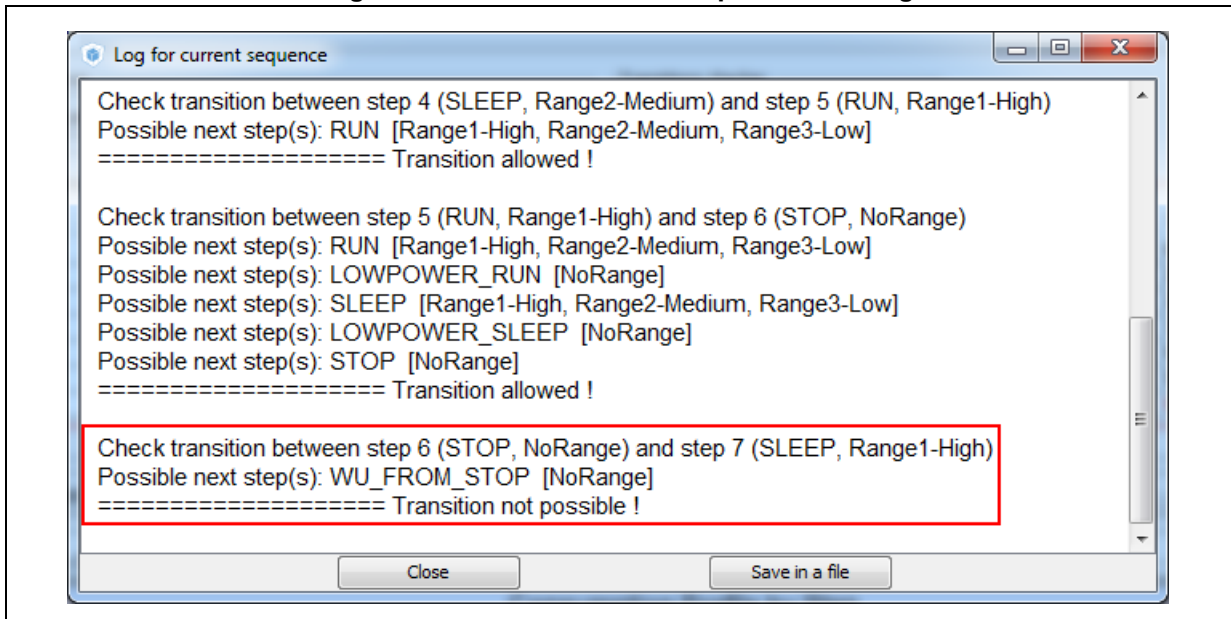 Log for current sequence
Check transition between step 4 (SLEEP, Range2-Medium) and step 5 (RUN, Range1-High)
Possible next step(s): RUN [Range1-High, Range2-Medium, Range3-Low]
==================== Transition allowed !
Check transition between step 5 (RUN, Range1-High) and step 6 (STOP, NoRange)
Possible next step(s): RUN [Range1-High, Range2-Medium, Range3-Low]
Possible next step(s): LOWPOWER_RUN [NoRange]
Possible next step(s): SLEEP [Range1-High, Range2-Medium, Range3-Low]
Possible next step(s): LOWPOWER_SLEEP [NoRange]
Possible next step(s): STOP [NoRange]
==================== Transition allowed !
Check transition between step 6 (STOP, NoRange) and step 7 (SLEEP, Range1-High)
Possible next step(s): WU_FROM_STOP [NoRange]
==================== Transition not possible !
Close
Save in a file